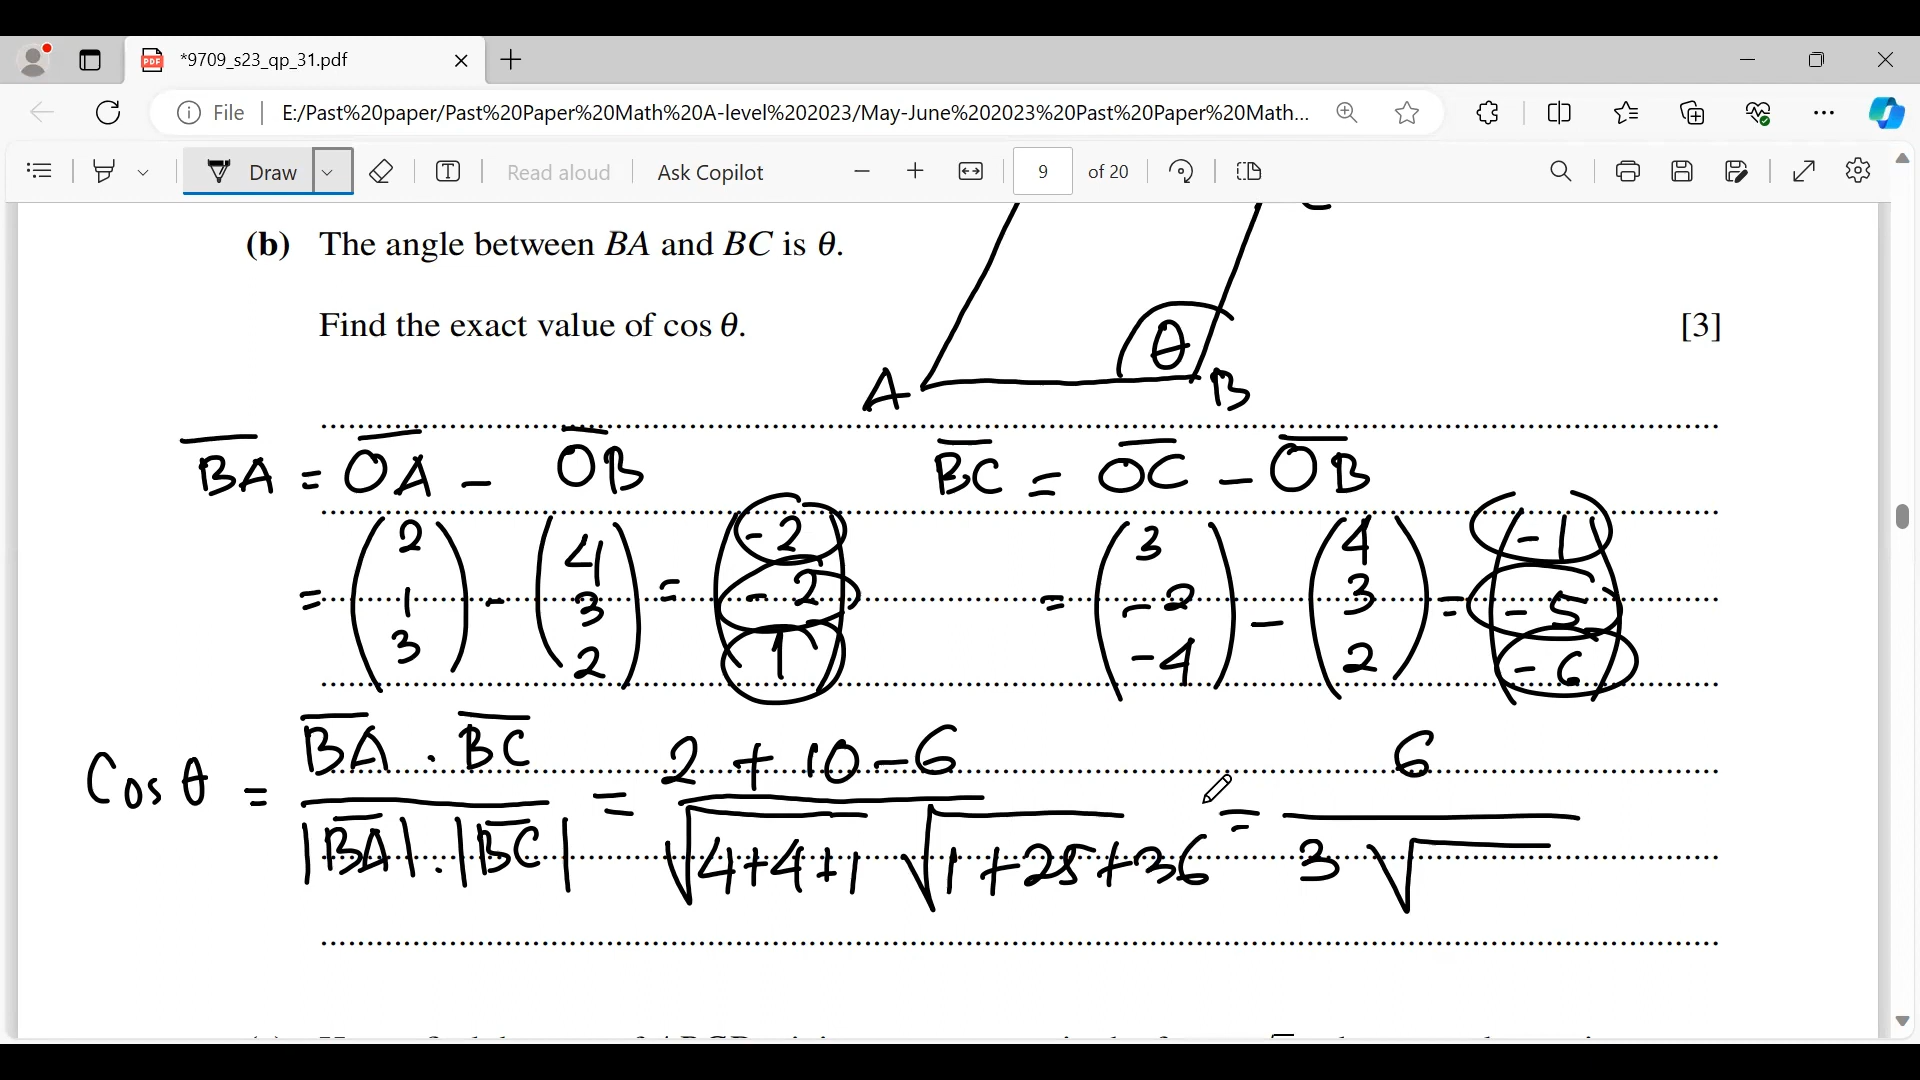 *9709_s23_qp_31.pdf
File E:/Past%20paper/Past%20Paper%20Math%20A-level%202023/May-June%202023%20Past%20Paper%20Math...
Draw Read aloud Ask Copilot 9 of 20
C
(b) The angle between BA and BC is θ.
Find the exact value of cos θ. [3]
θ
A B
BA = OA - OB BC = OC - OB
= (2 1 3) - (4 3 2) = (-2 -2 1) = (3 -2 -4) - (4 3 2) = (-1 -5 -6)
Cos θ = BA . BC / |BA| . |BC| = 2 + 10 - 6 / √4+4+1 √1+25+36 = 6 / 3 √